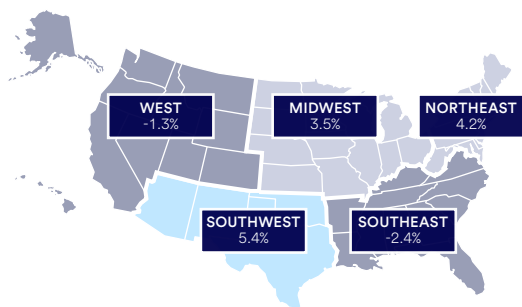 WEST
-1.3%
MIDWEST
3.5%
NORTHEAST
4.2%
SOUTHWEST
5.4%
SOUTHEAST
-2.4%